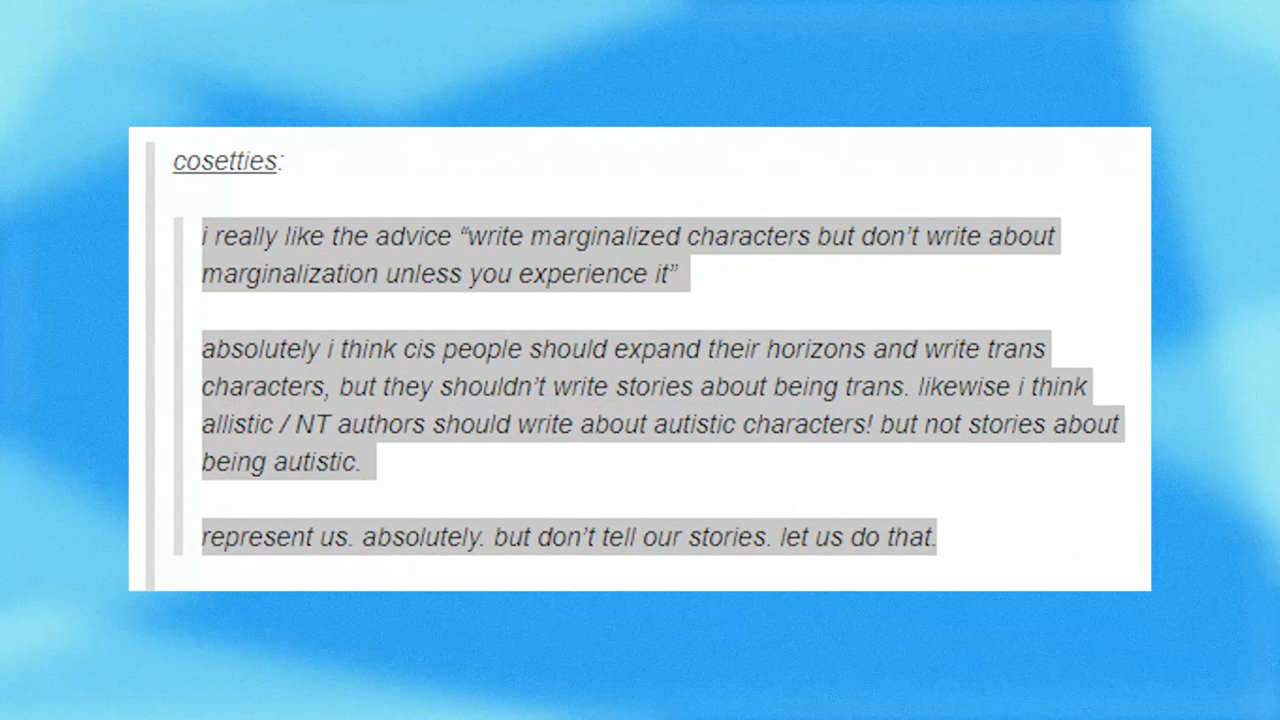 cosetties:
i really like the advice “write marginalized characters but don’t write about
marginalization unless you experience it”
absolutely i think cis people should expand their horizons and write trans
characters, but they shouldn’t write stories about being trans. likewise i think
allistic / NT authors should write about autistic characters! but not stories about
being autistic.
represent us. absolutely. but don’t tell our stories. let us do that.